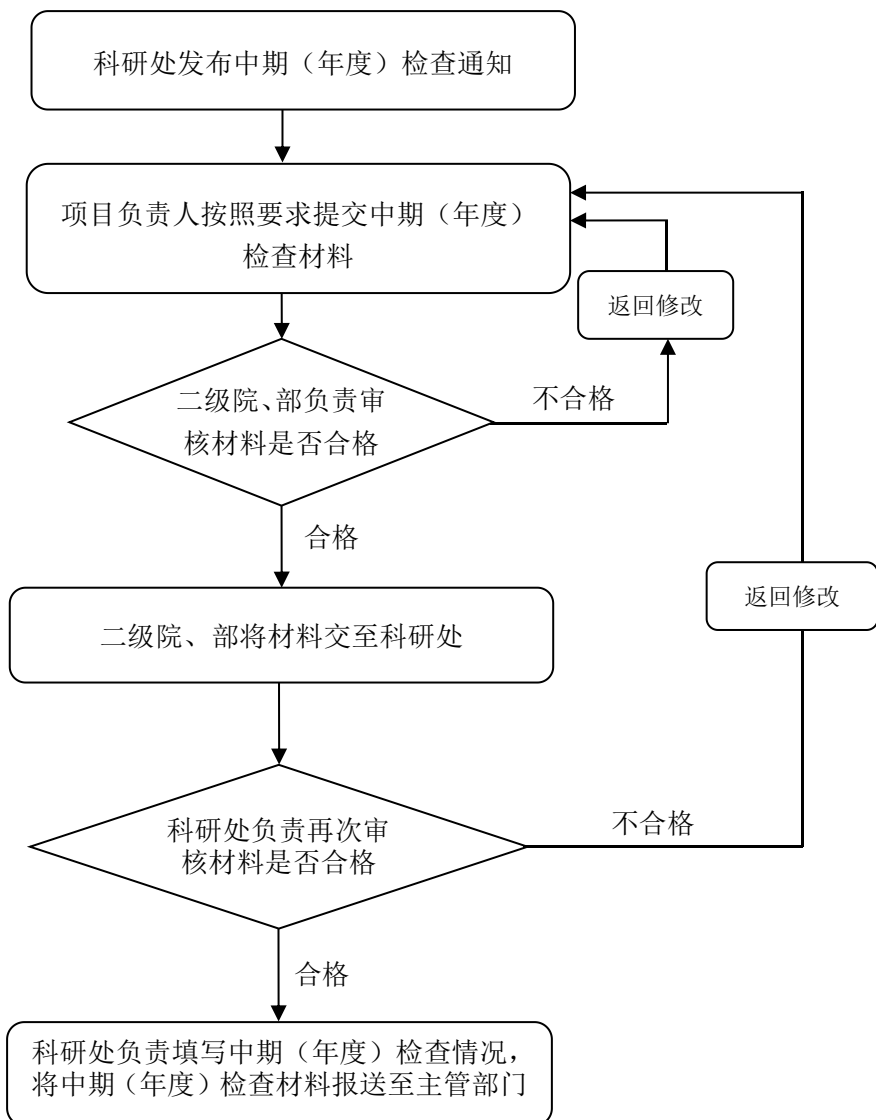 科研处发布中期（年度）检查通知
项目负责人按照要求提交中期（年度）
检查材料
返回修改
二级院、部负责审
核材料是否合格
不合格
合格
返回修改
二级院、部将材料交至科研处
科研处负责再次审
核材料是否合格
不合格
合格
科研处负责填写中期（年度）检查情况，
将中期（年度）检查材料报送至主管部门